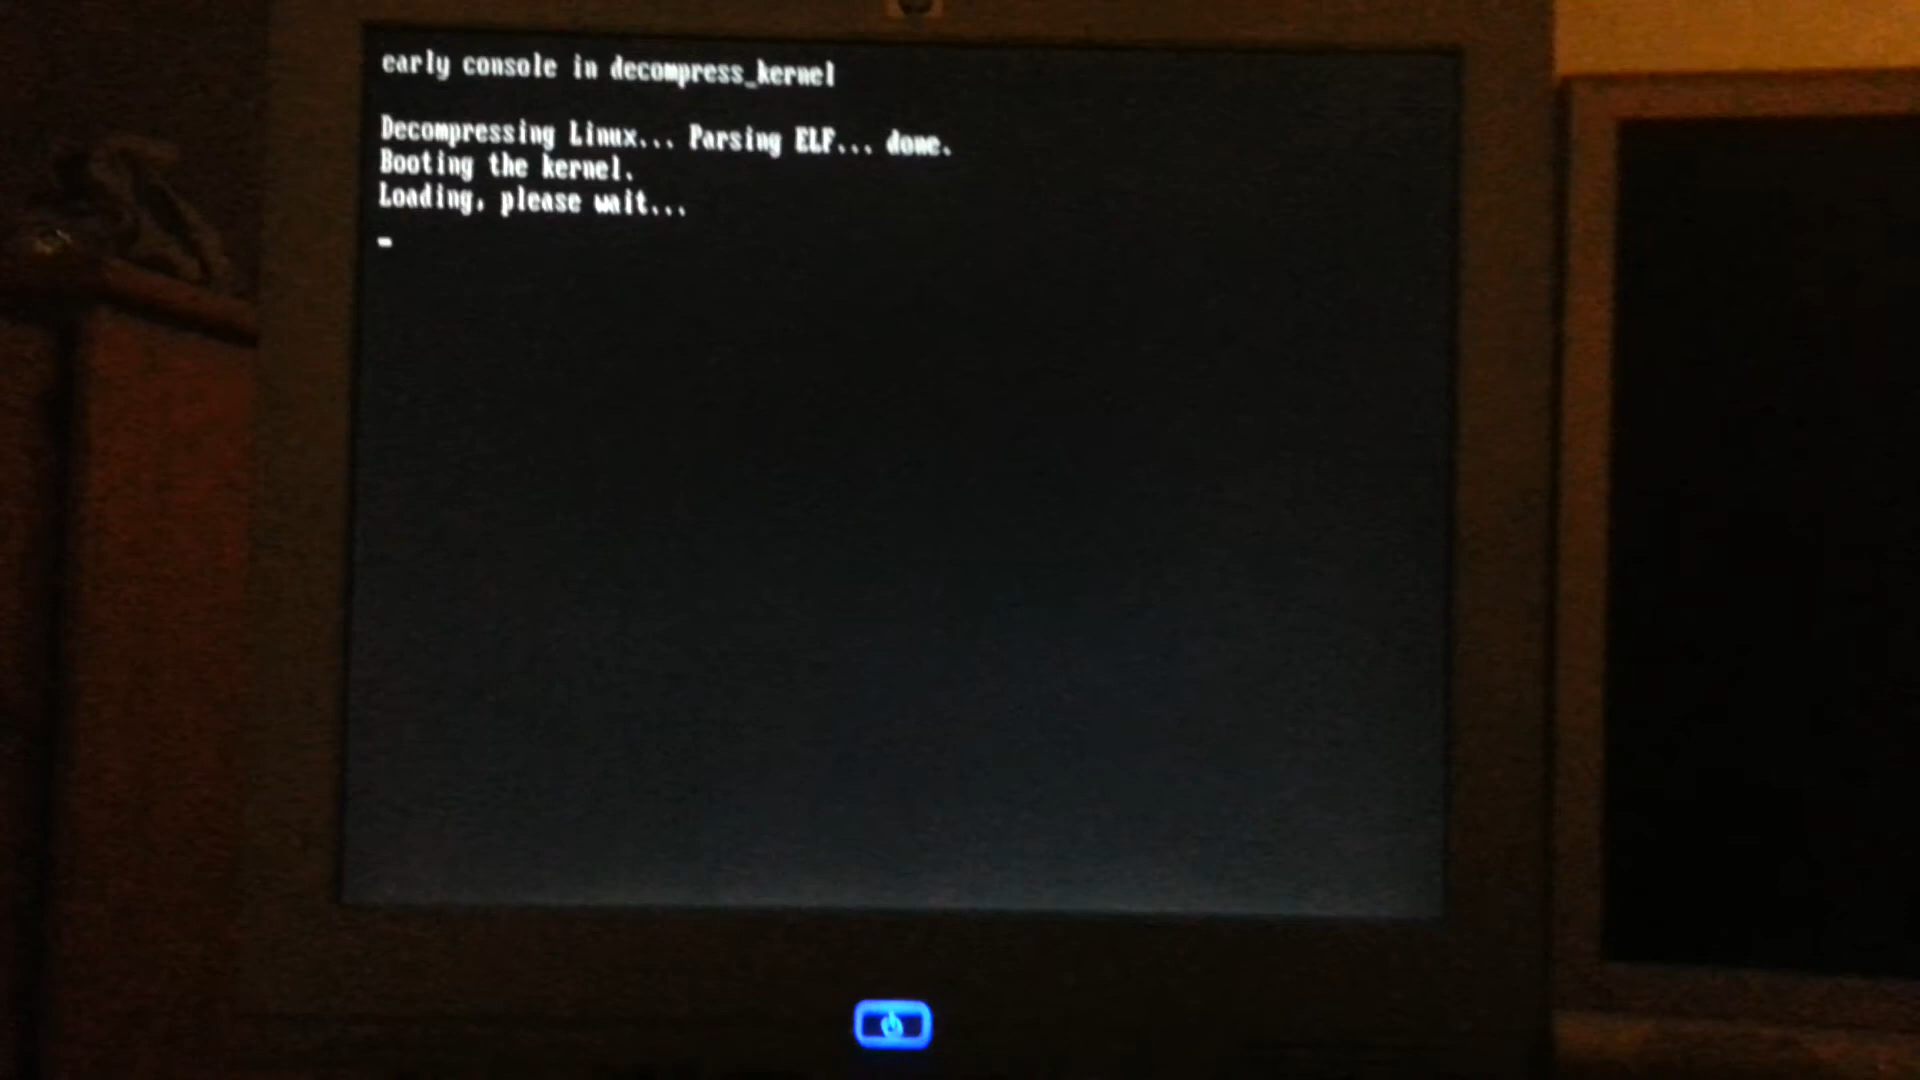 early console in decompress_kernel
Decompressing Linux... Parsing ELF... done.
Booting the kernel.
Loading, please wait...